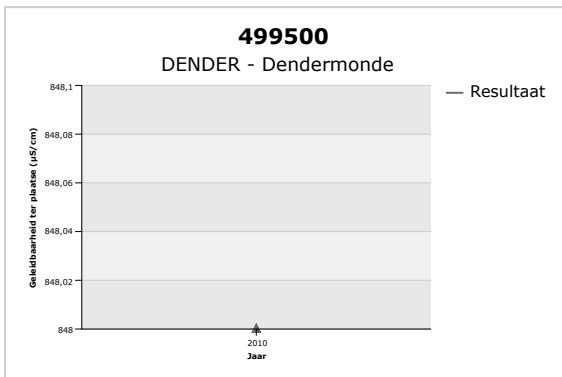 499500
DENDER - Dendermonde
Resultaat
Geleidbaarheid ter plaatse (µS/cm)
848,1
848,08
848,06
848,04
848,02
848
2010
Jaar